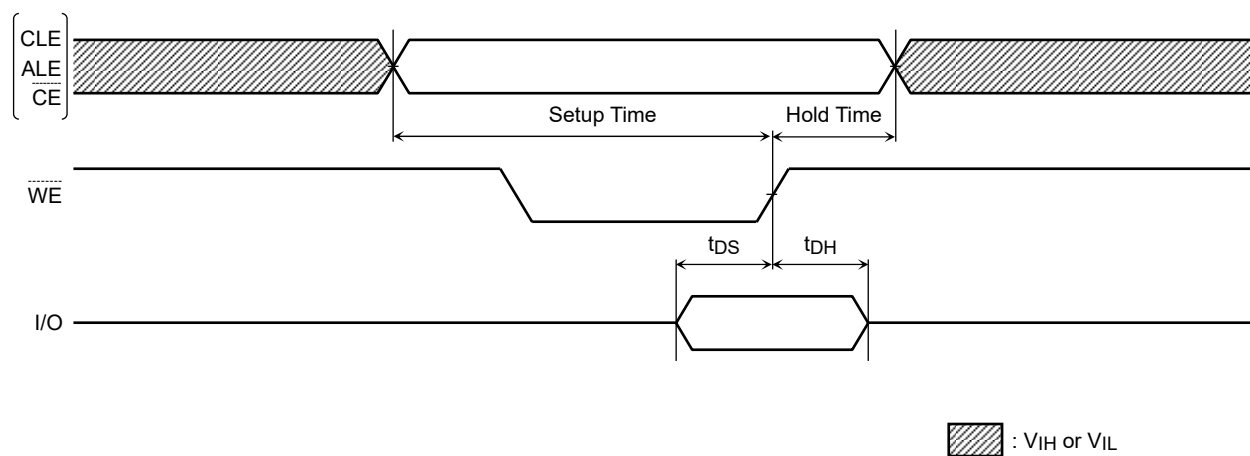 CLE
ALE
CE
Setup Time
Hold Time
WE
tDS
tDH
I/O
: VIH or VIL